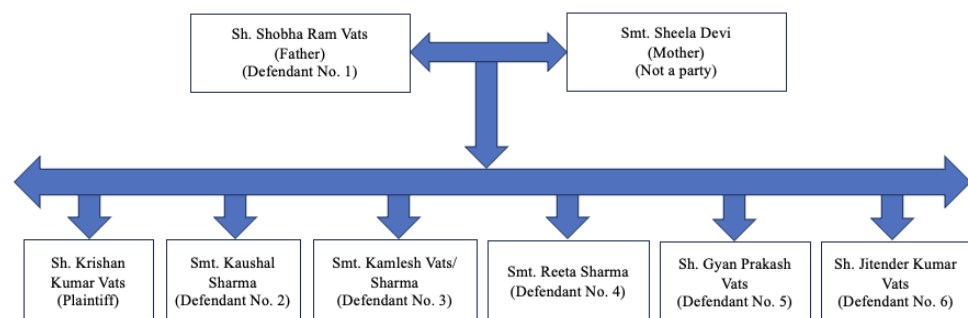 Sh. Shobha Ram Vats
(Father)
(Defendant No. 1)
Smt. Sheela Devi
(Mother)
(Not a party)
Sh. Krishan
Kumar Vats
(Plaintiff)
Smt. Kaushal
Sharma
(Defendant No. 2)
Smt. Kamlesh Vats/
Sharma
(Defendant No. 3)
Smt. Reeta Sharma
(Defendant No. 4)
Sh. Gyan Prakash
Vats
(Defendant No. 5)
Sh. Jitender Kumar
Vats
(Defendant No. 6)